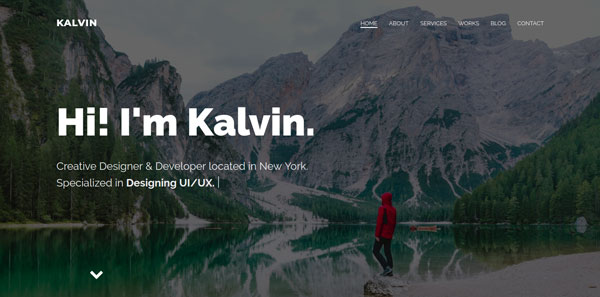 KALVIN
HOME ABOUT SERVICES WORKS BLOG CONTACT
Hi! I'm Kalvin.
Creative Designer & Developer located in New York.
Specialized in Designing UI/UX.